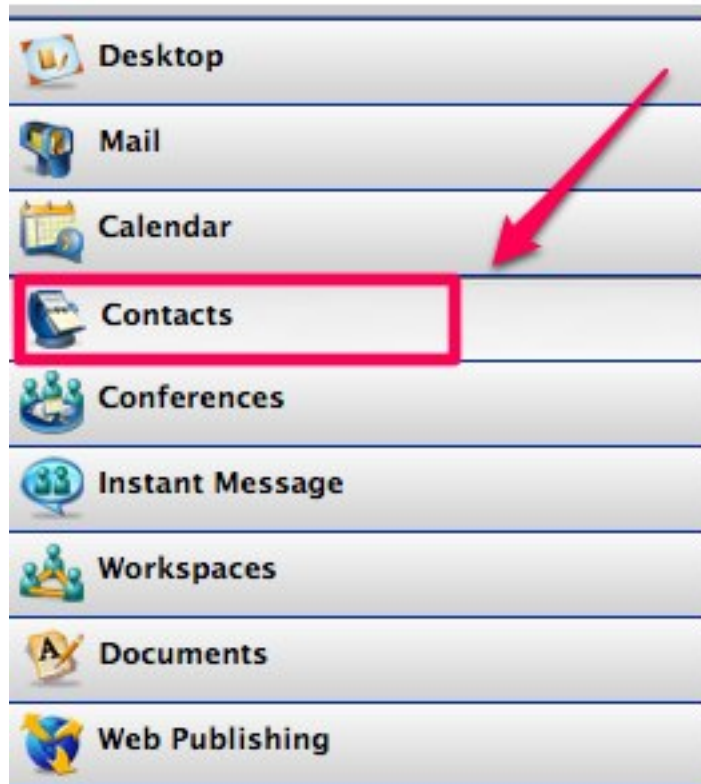 Desktop
Mail
Calendar
Contacts
Conferences
Instant Message
Workspaces
Documents
Web Publishing